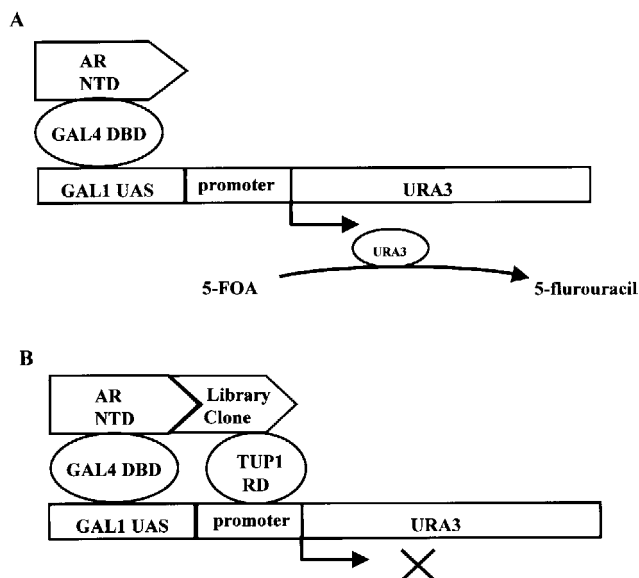 A
AR
NTD
GAL4 DBD
GAL1 UAS promoter URA3
URA3
5-FOA 5-flurouracil
B
AR Library
NTD Clone
GAL4 DBD TUP1
RD
GAL1 UAS promoter URA3